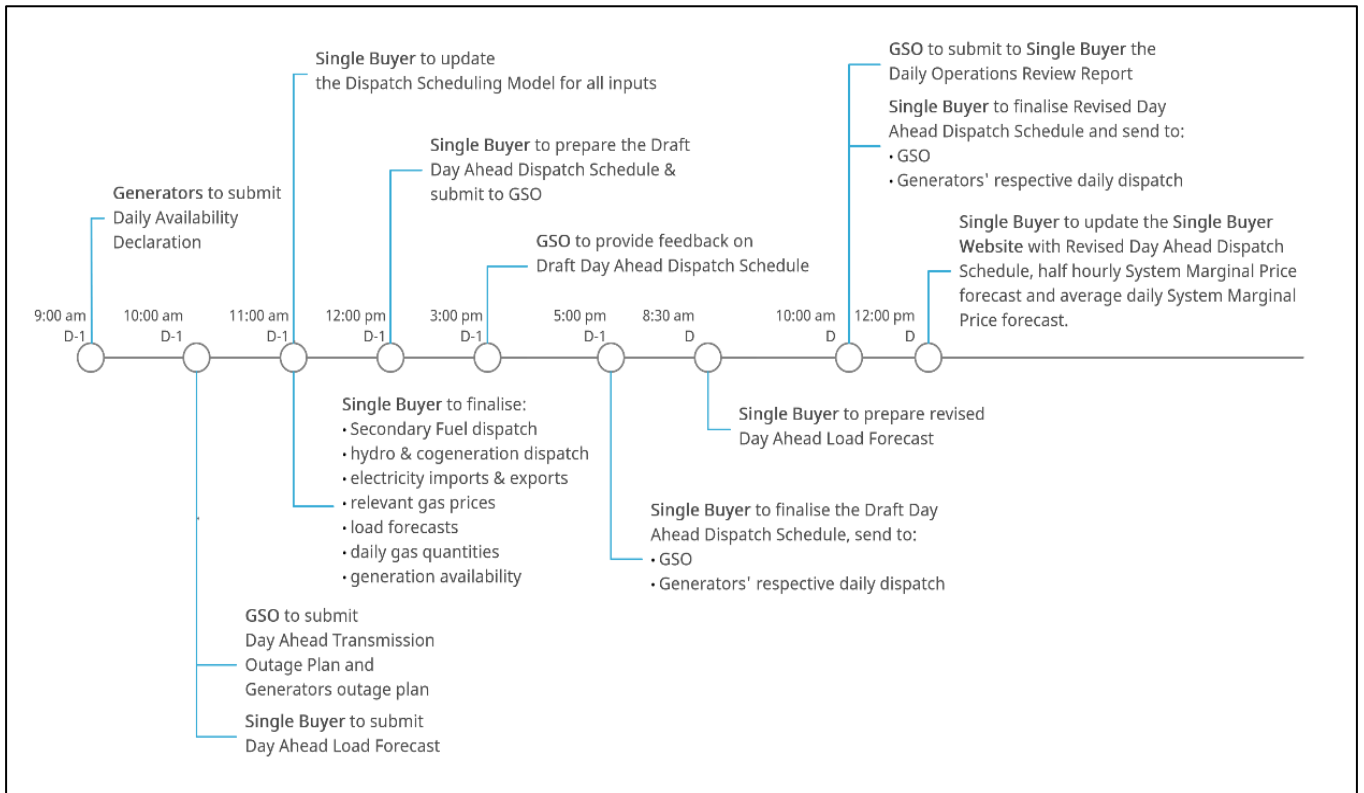 Single Buyer to update
the Dispatch Scheduling Model for all inputs
GSO to submit to Single Buyer the
Daily Operations Review Report
Single Buyer to finalise Revised Day
Ahead Dispatch Schedule and send to:
• GSO
• Generators' respective daily dispatch
Single Buyer to prepare the Draft
Day Ahead Dispatch Schedule &
submit to GSO
Generators to submit
Daily Availability
Declaration
GSO to provide feedback on
Draft Day Ahead Dispatch Schedule
Single Buyer to update the Single Buyer
Website with Revised Day Ahead Dispatch
Schedule, half hourly System Marginal Price
forecast and average daily System Marginal
Price forecast.
9:00 am
D-1
10:00 am
D-1
11:00 am
D-1
12:00 pm
D-1
3:00 pm
D-1
5:00 pm
D-1
8:30 am
D
10:00 am
D
12:00 pm
D
Single Buyer to finalise:
• Secondary Fuel dispatch
• hydro & cogeneration dispatch
• electricity imports & exports
• relevant gas prices
• load forecasts
• daily gas quantities
• generation availability
Single Buyer to prepare revised
Day Ahead Load Forecast
Single Buyer to finalise the Draft Day
Ahead Dispatch Schedule, send to:
• GSO
• Generators' respective daily dispatch
GSO to submit
Day Ahead Transmission
Outage Plan and
Generators outage plan
Single Buyer to submit
Day Ahead Load Forecast